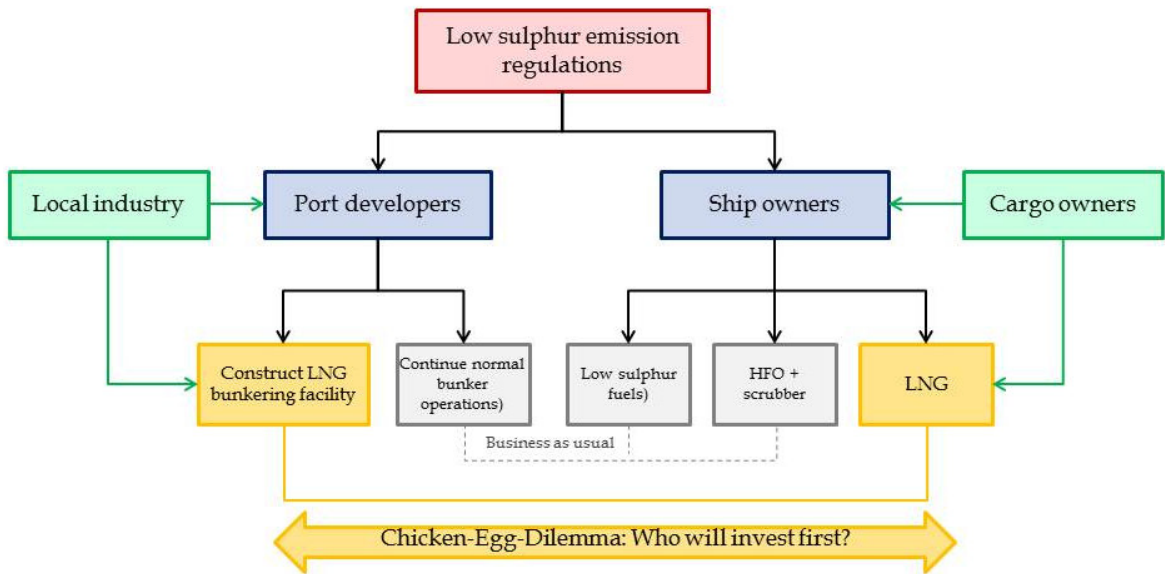 Low sulphur emission
regulations
Local industry
Port developers
Ship owners
Cargo owners
Construct LNG
bunkering facility
Continue normal
bunker
operations)
Low sulphur
fuels)
HFO +
scrubber
LNG
Business as usual
Chicken-Egg-Dilemma: Who will invest first?